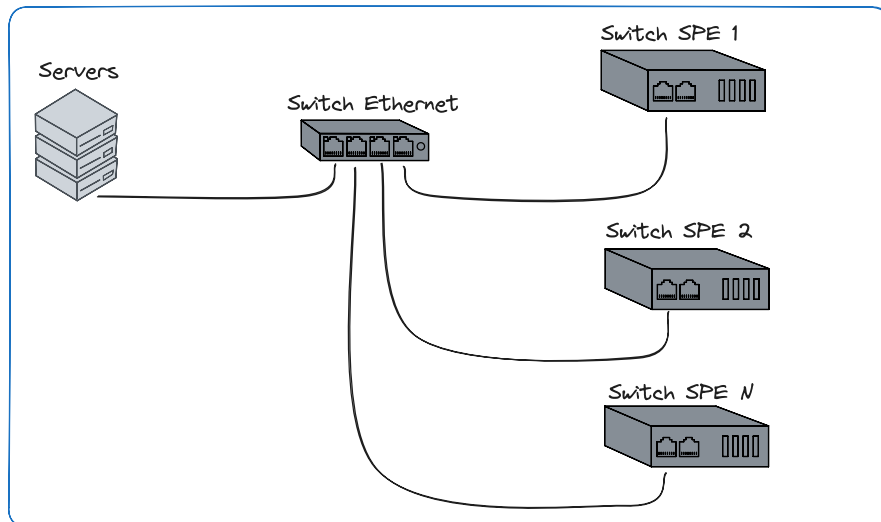 Switch SPE 1
Servers
Switch Ethernet
Switch SPE 2
Switch SPE N